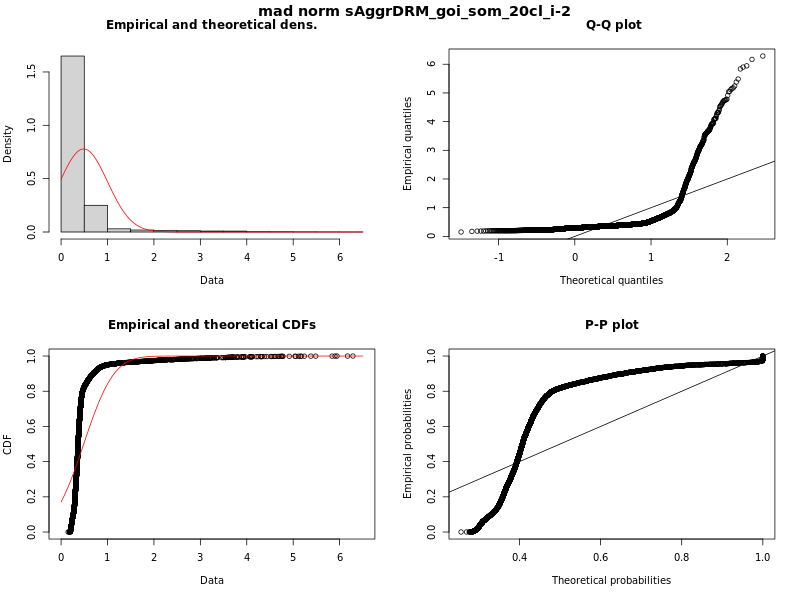 mad norm sAggrDRM_goi_som_20cl_i-2
Empirical and theoretical dens.
Density
0.0 0.5 1.0 1.5
0 1 2 3 4 5 6
Data
Q-Q plot
Empirical quantiles
0 1 2 3 4 5 6
-1 0 1 2
Theoretical quantiles
Empirical and theoretical CDFs
CDF
0.0 0.2 0.4 0.6 0.8 1.0
0 1 2 3 4 5 6
Data
P-P plot
Empirical probabilities
0.0 0.2 0.4 0.6 0.8 1.0
0.4 0.6 0.8 1.0
Theoretical probabilities